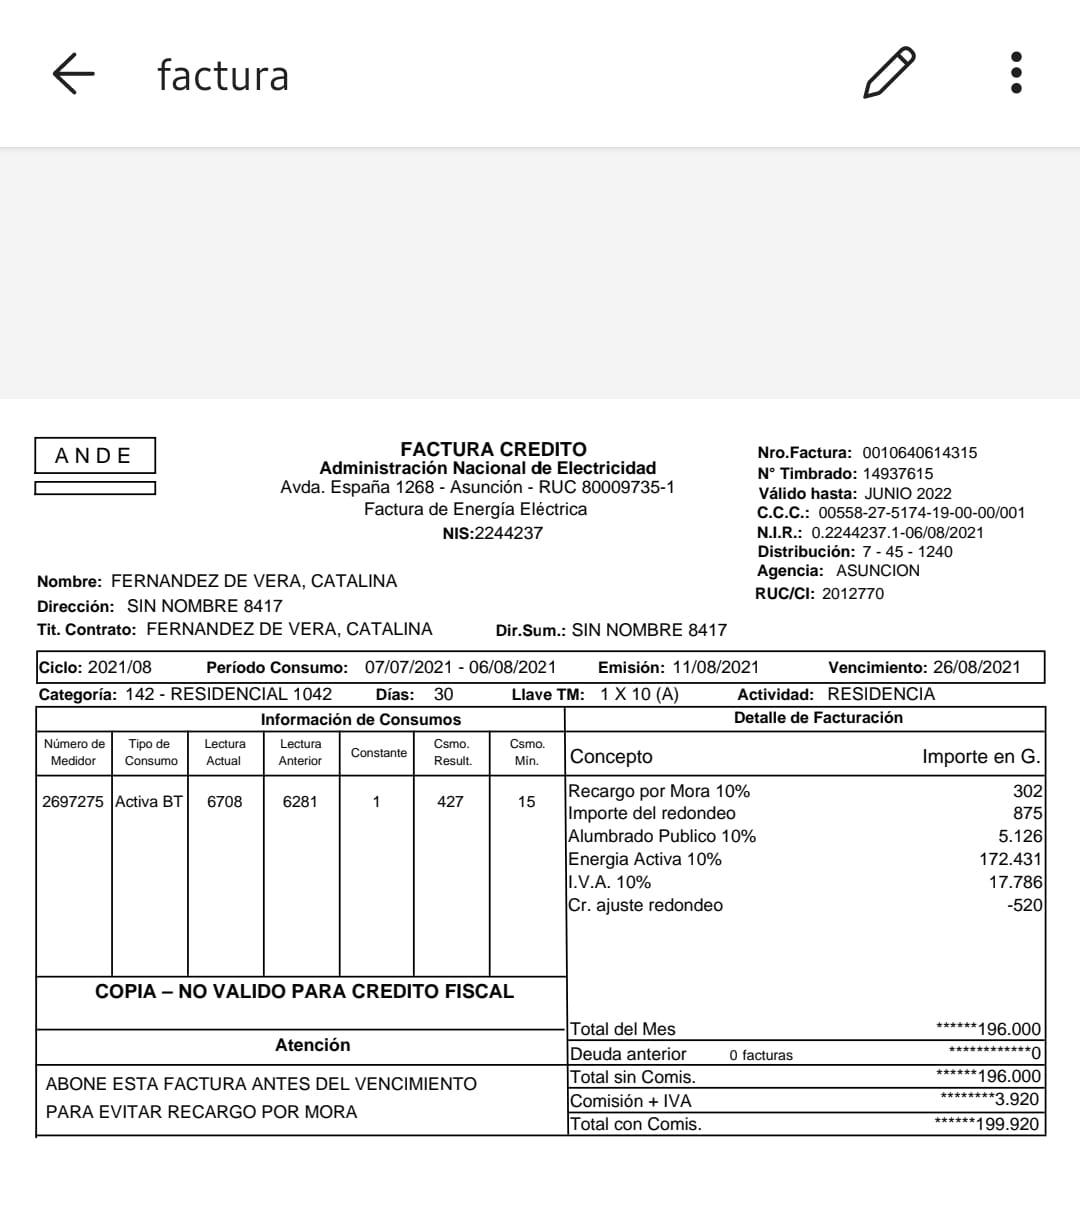 factura
ANDE
FACTURA CREDITO
Administración Nacional de Electricidad
Avda. España 1268 - Asunción - RUC 80009735-1
Factura de Energía Eléctrica
NIS:2244237
Nro.Factura: 0010640614315
N° Timbrado: 14937615
Válido hasta: JUNIO 2022
C.C.C.: 00558-27-5174-19-00-00/001
N.I.R.: 0.2244237.1-06/08/2021
Distribución: 7 - 45 - 1240
Agencia: ASUNCION
RUC/CI: 2012770
Nombre: FERNANDEZ DE VERA, CATALINA
Dirección: SIN NOMBRE 8417
Tit. Contrato: FERNANDEZ DE VERA, CATALINA Dir.Sum.: SIN NOMBRE 8417
Ciclo: 2021/08 Período Consumo: 07/07/2021 - 06/08/2021 Emisión: 11/08/2021 Vencimiento: 26/08/2021
Categoría: 142 - RESIDENCIAL 1042 Días: 30 Llave TM: 1 X 10 (A) Actividad: RESIDENCIA
Información de Consumos
Número de Medidor Tipo de Consumo Lectura Actual Lectura Anterior Constante Csmo. Result. Csmo. Min.
2697275 Activa BT 6708 6281 1 427 15
COPIA – NO VALIDO PARA CREDITO FISCAL
Atención
ABONE ESTA FACTURA ANTES DEL VENCIMIENTO
PARA EVITAR RECARGO POR MORA
Detalle de Facturación
Concepto Importe en G.
Recargo por Mora 10% 302
Importe del redondeo 875
Alumbrado Publico 10% 5.126
Energia Activa 10% 172.431
I.V.A. 10% 17.786
Cr. ajuste redondeo -520
Total del Mes ******196.000
Deuda anterior 0 facturas ************0
Total sin Comis. ******196.000
Comisión + IVA ********3.920
Total con Comis. ******199.920